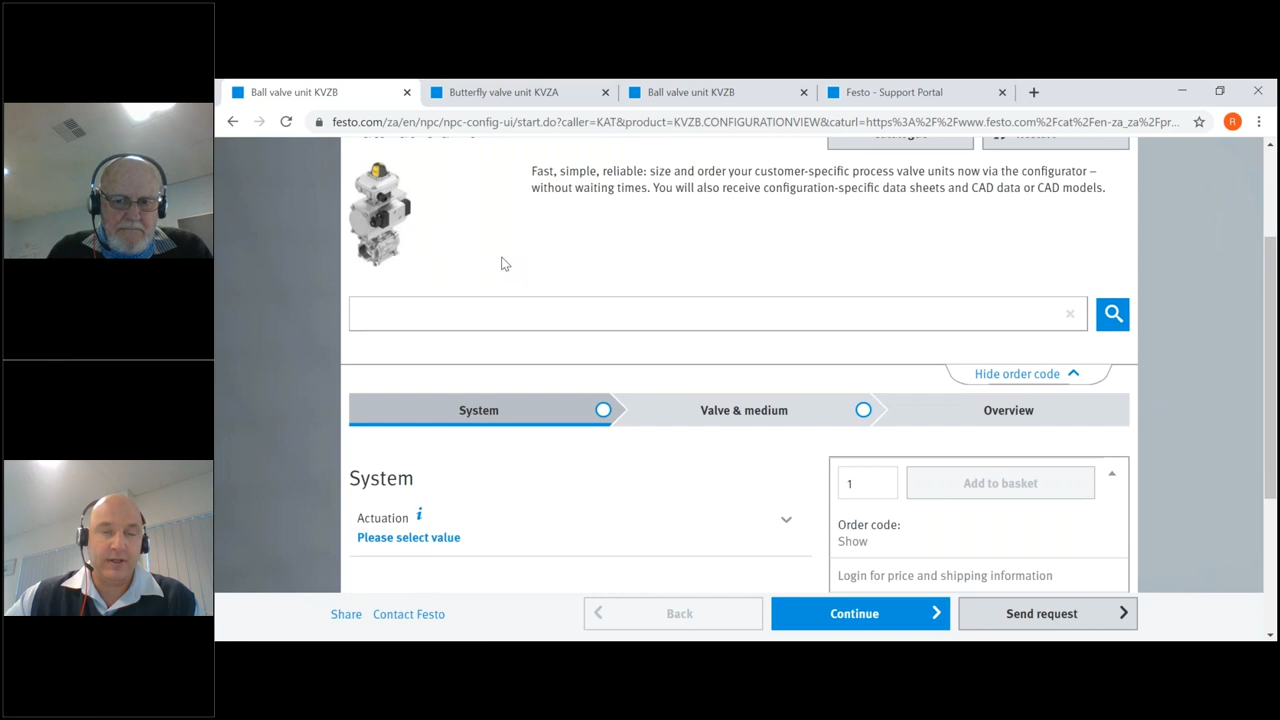 Ball valve unit KVZB
Butterfly valve unit KVZA
Ball valve unit KVZB
Festo - Support Portal
festo.com/za/en/npc/npc-config-ui/start.do?caller=KAT&product=KVZB.CONFIGURATIONVIEW&caturl=https%3A%2F%2Fwww.festo.com%2Fcat%2Fen-za_za%2Fpr...
R
Fast, simple, reliable: size and order your customer-specific process valve units now via the configurator –
without waiting times. You will also receive configuration-specific data sheets and CAD data or CAD models.
Hide order code
System
Valve & medium
Overview
System
Actuation i
Please select value
1
Add to basket
Order code:
Show
Login for price and shipping information
Share
Contact Festo
Back
Continue
Send request